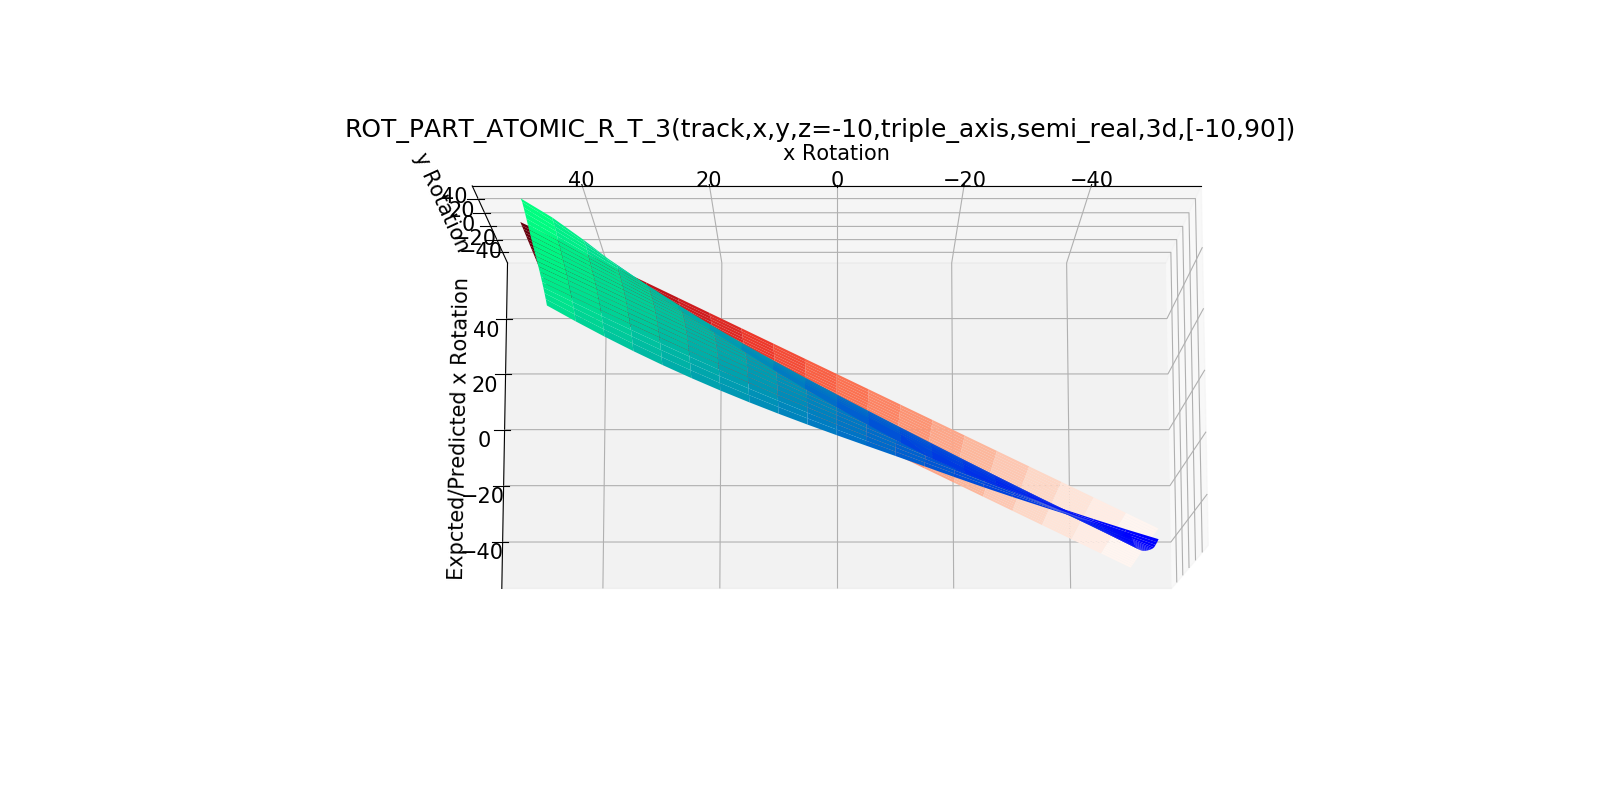 ROT_PART_ATOMIC_R_T_3(track,x,y,z=-10,triple_axis,semi_real,3d,[-10,90])
x Rotation
40 20 0 −20 −40
y Rotation
40
20
0
−20
−40
Expcted/Predicted x Rotation
40
20
0
−20
−40